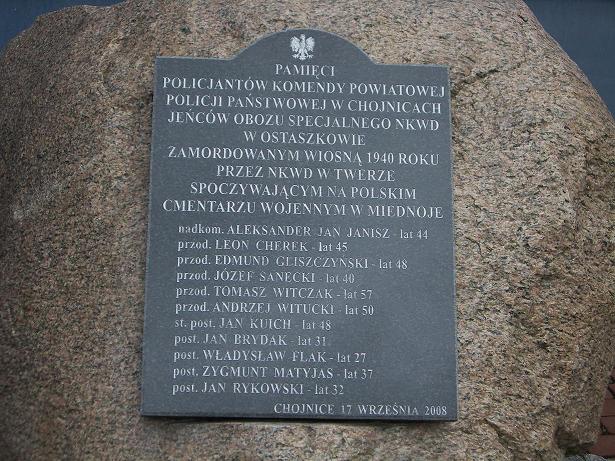 PAMIĘCI
POLICJANTÓW KOMENDY POWIATOWEJ
POLICJI PAŃSTWOWEJ W CHOJNICACH
JEŃCÓW OBOZU SPECJALNEGO NKWD
W OSTASZKOWIE
ZAMORDOWANYM WIOSNĄ 1940 ROKU
PRZEZ NKWD W TWERZE
SPOCZYWAJĄCYM NA POLSKIM
CMENTARZU WOJENNYM W MIEDNOJE
nadkom. ALEKSANDER JAN JANISZ - lat 44
przod. LEON CHEREK - lat 45
przod. EDMUND GLISZCZYŃSKI - lat 48
przod. JÓZEF SANECKI - lat 40
przod. TOMASZ WITCZAK - lat 57
przod. ANDRZEJ WITUCKI - lat 50
st. post. JAN KUICH - lat 48
post. JAN BRYDAK - lat 31
post. WŁADYSŁAW FLAK - lat 27
post. ZYGMUNT MATYJAS - lat 37
post. JAN RYKOWSKI - lat 32
CHOJNICE 17 WRZEŚNIA 2008